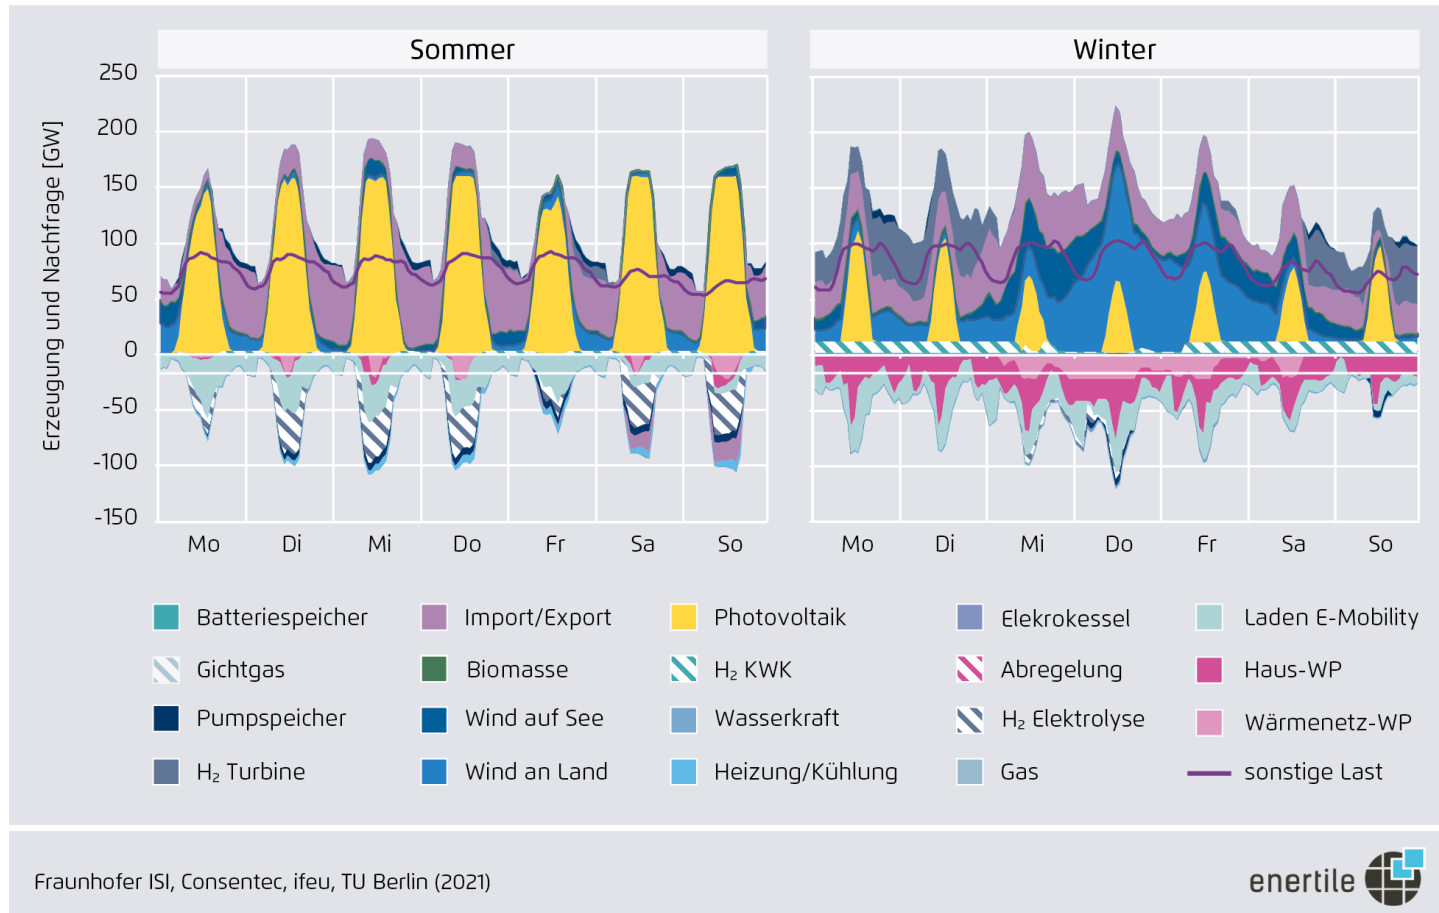 Sommer
Winter
Erzeugung und Nachfrage [GW]
250
200
150
100
50
0
-50
-100
-150
Mo Di Mi Do Fr Sa So
Mo Di Mi Do Fr Sa So
Batteriespeicher Import/Export Photovoltaik Elekrokessel Laden E-Mobility
Gichtgas Biomasse H₂ KWK Abregelung Haus-WP
Pumpspeicher Wind auf See Wasserkraft H₂ Elektrolyse Wärmenetz-WP
H₂ Turbine Wind an Land Heizung/Kühlung Gas sonstige Last
Fraunhofer ISI, Consentec, ifeu, TU Berlin (2021)
enertile